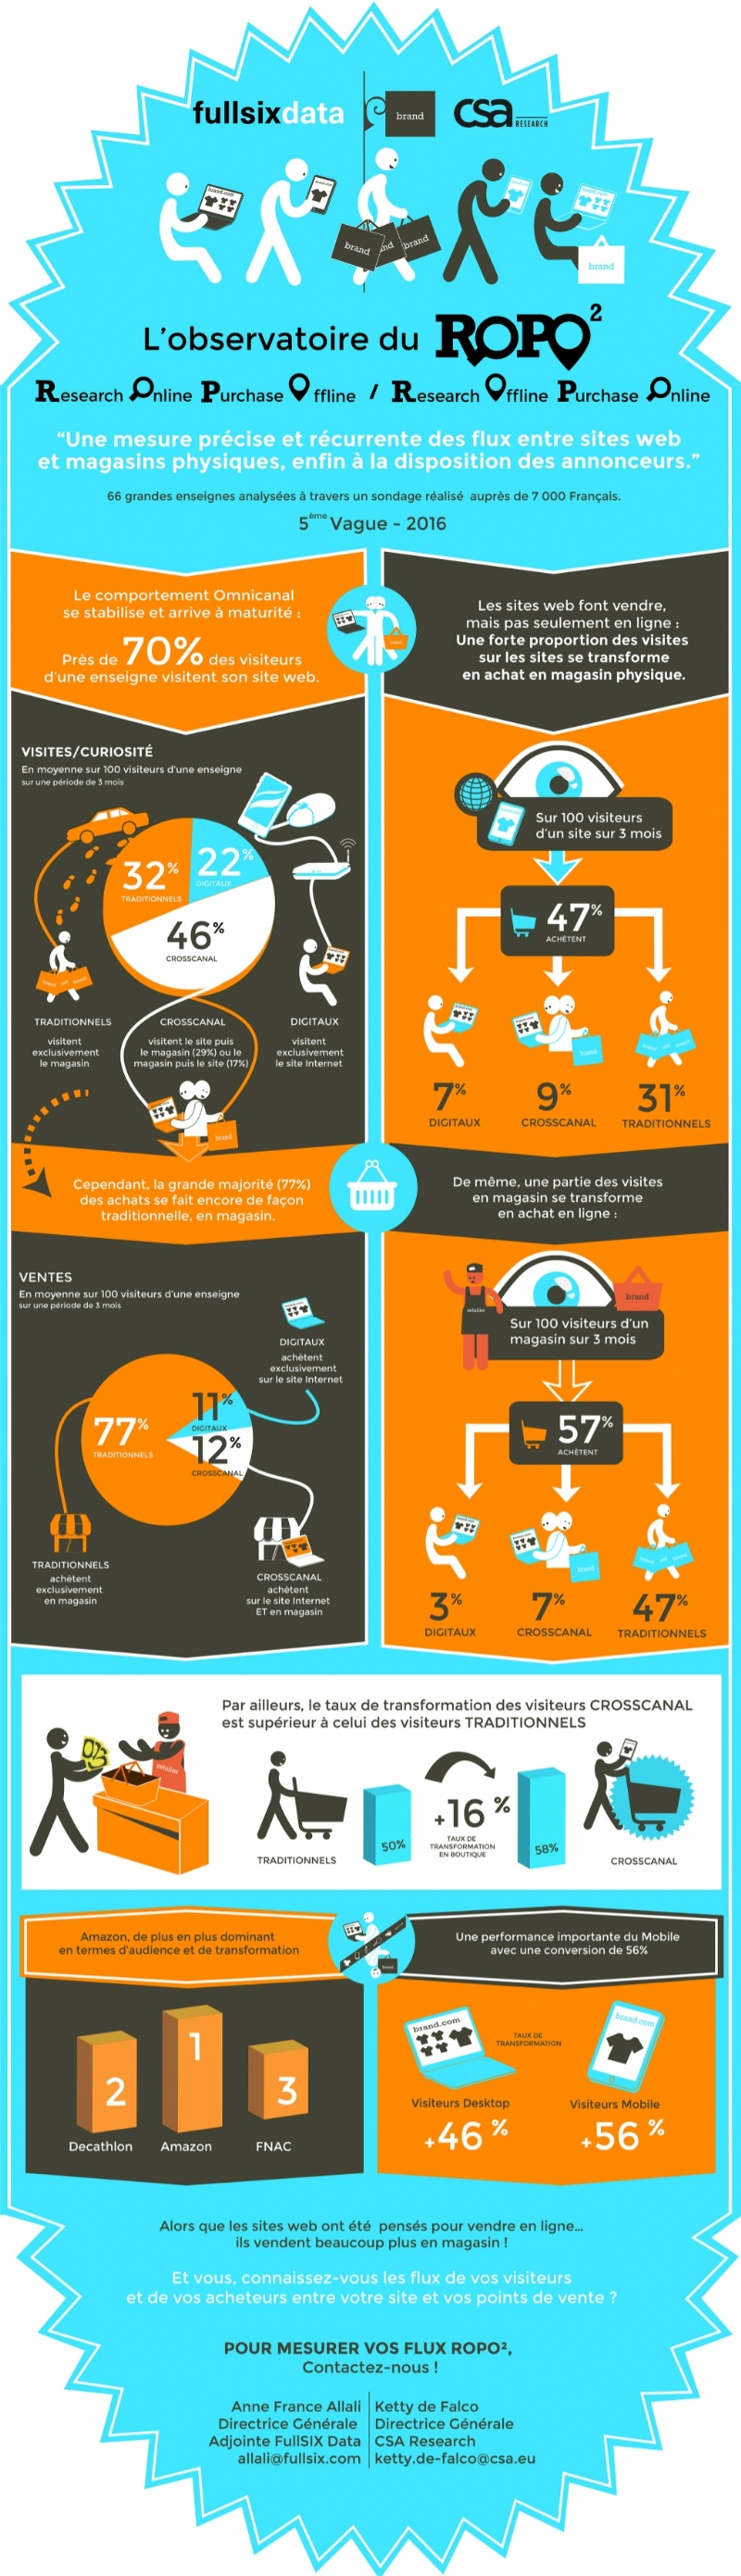 fullsixdata
brand
csa
RESEARCH
brand.com
brand.com
brand.com
brand
and
brand
brand
L'observatoire du ROPO²
Research Online Purchase Offline / Research Offline Purchase Online
“Une mesure précise et récurrente des flux entre sites web
et magasins physiques, enfin à la disposition des annonceurs.”
66 grandes enseignes analysées à travers un sondage réalisé auprès de 7 000 Français.
5ème Vague - 2016
Le comportement Omnicanal
se stabilise et arrive à maturité :
Près de 70% des visiteurs
d'une enseigne visitent son site web.
Les sites web font vendre,
mais pas seulement en ligne :
Une forte proportion des visites
sur les sites se transforme
en achat en magasin physique.
VISITES/CURIOSITÉ
En moyenne sur 100 visiteurs d'une enseigne
sur une période de 3 mois
32%
TRADITIONNELS
22%
DIGITAUX
46%
CROSSCANAL
TRADITIONNELS
visitent
exclusivement
le magasin
CROSSCANAL
visitent le site puis
le magasin (29%) ou le
magasin puis le site (17%)
DIGITAUX
visitent
exclusivement
le site Internet
brand
Sur 100 visiteurs
d'un site sur 3 mois
47%
ACHÈTENT
brand
7%
DIGITAUX
9%
CROSSCANAL
31%
TRADITIONNELS
Cependant, la grande majorité (77%)
des achats se fait encore de façon
traditionnelle, en magasin.
De même, une partie des visites
en magasin se transforme
en achat en ligne :
VENTES
En moyenne sur 100 visiteurs d'une enseigne
sur une période de 3 mois
DIGITAUX
achètent
exclusivement
sur le site Internet
77%
TRADITIONNELS
11%
DIGITAUX
12%
CROSSCANAL
TRADITIONNELS
achètent
exclusivement
en magasin
CROSSCANAL
achètent
sur le site Internet
ET en magasin
retailer
brand
Sur 100 visiteurs d'un
magasin sur 3 mois
57%
ACHÈTENT
brand
3%
DIGITAUX
7%
CROSSCANAL
47%
TRADITIONNELS
Par ailleurs, le taux de transformation des visiteurs CROSSCANAL
est supérieur à celui des visiteurs TRADITIONNELS
retailer
TRADITIONNELS
50%
+16 %
TAUX DE
TRANSFORMATION
EN BOUTIQUE
58%
CROSSCANAL
Amazon, de plus en plus dominant
en termes d'audience et de transformation
Une performance importante du Mobile
avec une conversion de 56%
2
1
3
Decathlon
Amazon
FNAC
brand.com
TAUX DE
TRANSFORMATION
brand.com
Visiteurs Desktop
+46 %
Visiteurs Mobile
+56 %
Alors que les sites web ont été pensés pour vendre en ligne...
ils vendent beaucoup plus en magasin !
Et vous, connaissez-vous les flux de vos visiteurs
et de vos acheteurs entre votre site et vos points de vente ?
POUR MESURER VOS FLUX ROPO²,
Contactez-nous !
Anne France Allali
Directrice Générale
Adjointe FullSIX Data
allali@fullsix.com
Ketty de Falco
Directrice Générale
CSA Research
ketty.de-falco@csa.eu